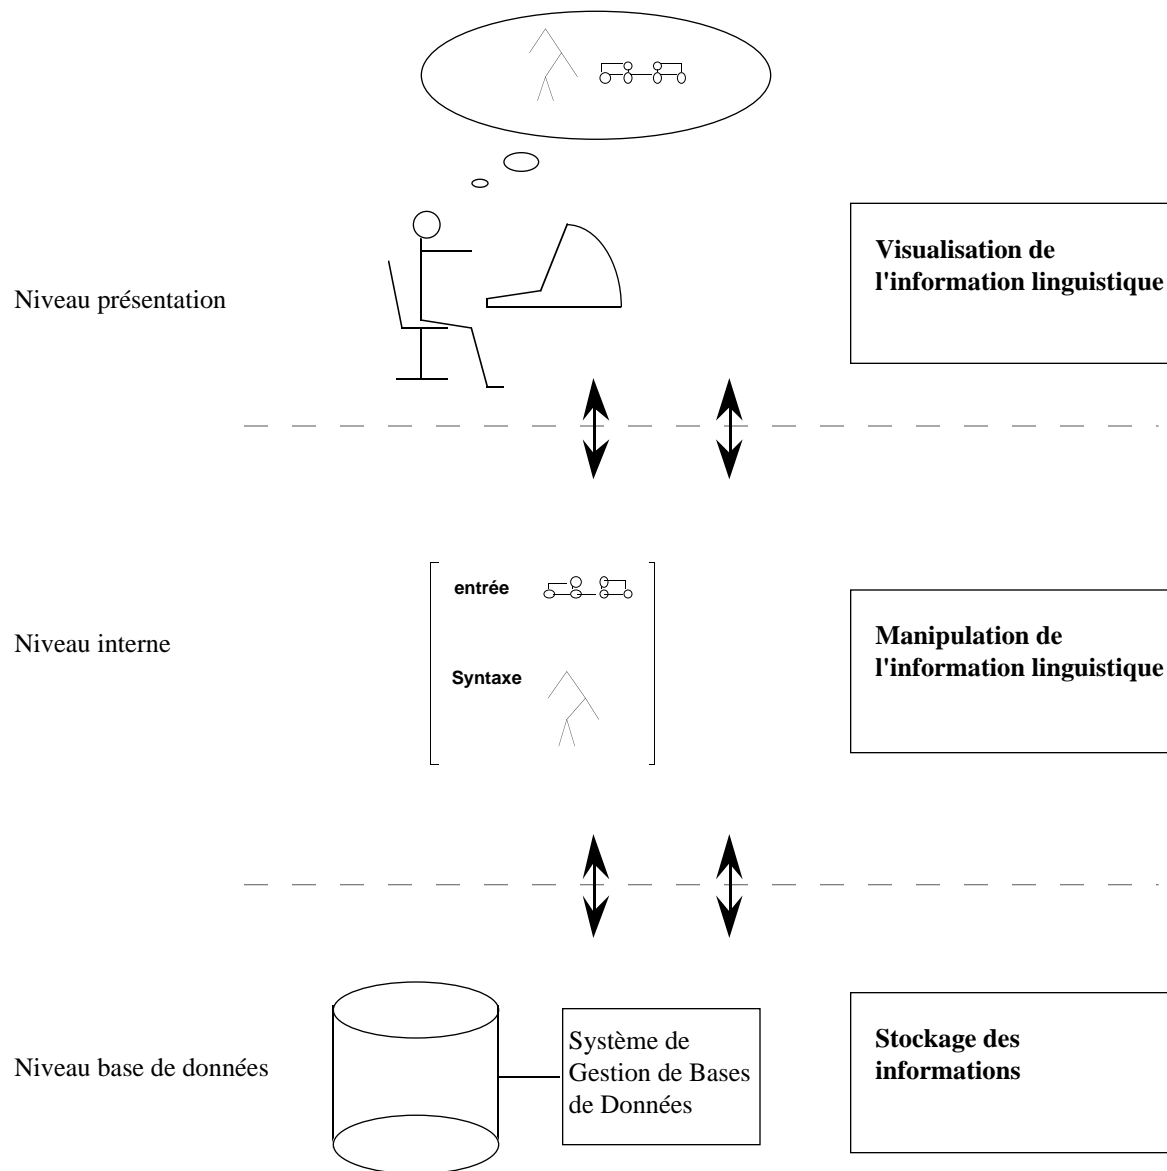 Niveau présentation
Visualisation de
l'information linguistique
Niveau interne
entrée
Syntaxe
Manipulation de
l'information linguistique
Niveau base de données
Système de
Gestion de Bases
de Données
Stockage des
informations